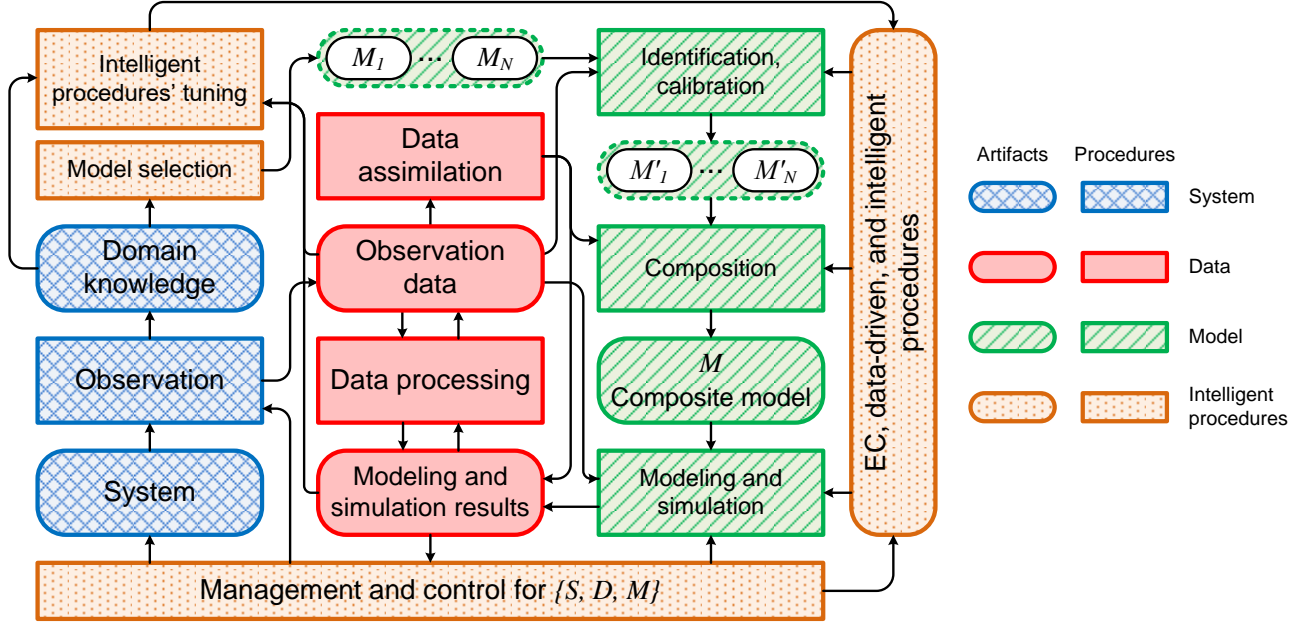 Intelligent
procedures' tuning
Model selection
Domain
knowledge
Observation
System
M1 ... MN
Data
assimilation
Observation
data
Data processing
Modeling and
simulation results
Identification,
calibration
M'1 ... M'N
Composition
M
Composite model
Modeling and
simulation
EC, data-driven, and intelligent
procedures
Management and control for {S, D, M}
Artifacts Procedures
System
Data
Model
Intelligent
procedures